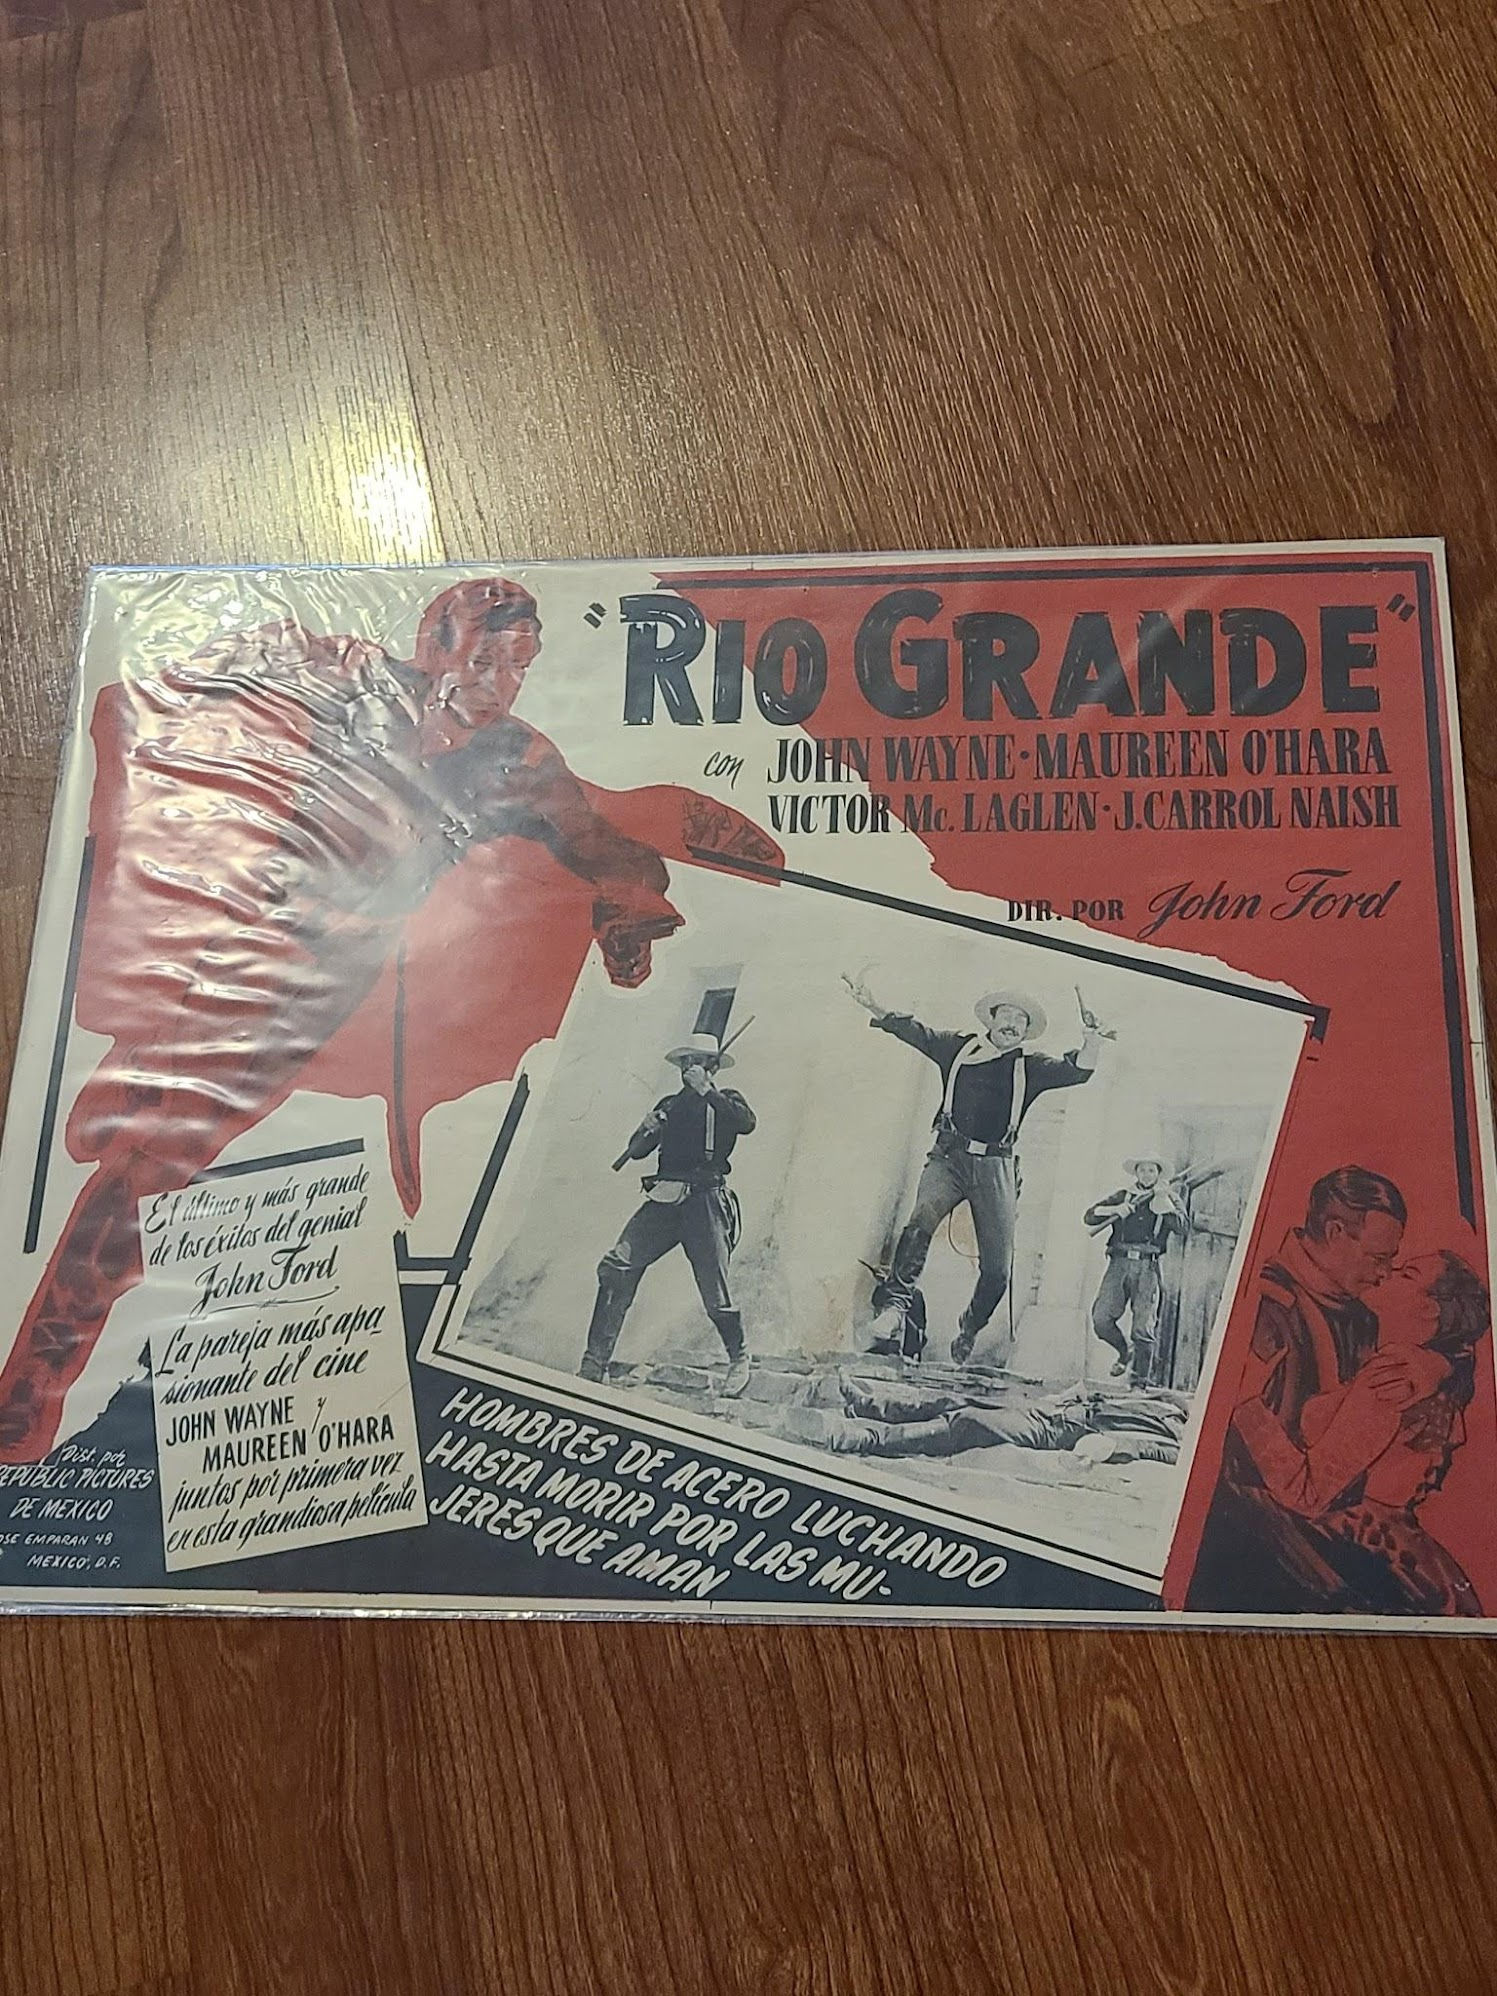 "RIO GRANDE"
con JOHN WAYNE · MAUREEN O'HARA
VICTOR Mc. LAGLEN · J. CARROL NAISH
DIR. POR John Ford
El último y más grande
de los éxitos del genial
John Ford
La pareja más apa-
sionante del cine
JOHN WAYNE y
MAUREEN O'HARA
juntos por primera vez
en esta grandiosa película
HOMBRES DE ACERO LUCHANDO
HASTA MORIR POR LAS MU-
JERES QUE AMAN
Dist. por
REPUBLIC PICTURES
DE MEXICO
OSE EMPARAN 48
MEXICO, D.F.